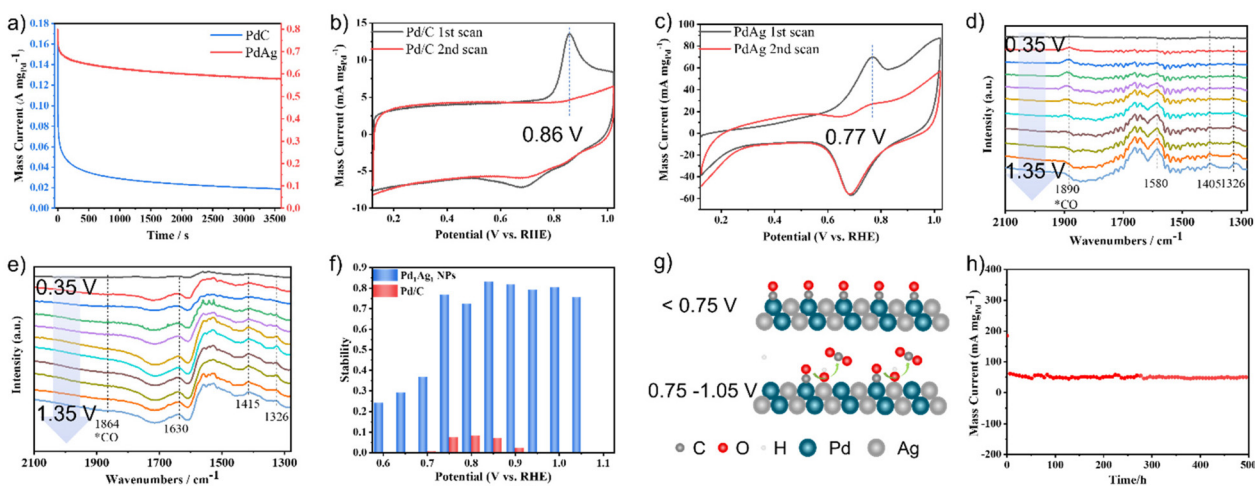 a)
0.18
0.16
0.14
0.12
0.10
0.08
0.06
0.04
0.02
0.00
Mass Current (A mgPd⁻¹)
PdC
PdAg
0.8
0.7
0.6
0.5
0.4
0.3
0.2
0.1
0.0
0 500 1000 1500 2000 2500 3000 3500
Time / s
b)
15
10
5
0
-5
-10
Mass Current (mA mgPd⁻¹)
Pd/C 1st scan
Pd/C 2nd scan
0.86 V
0.2 0.4 0.6 0.8 1.0
Potential (V vs. RHE)
c)
110
100
80
60
40
20
0
-20
-40
-60
Mass Current (mA mgPd⁻¹)
PdAg 1st scan
PdAg 2nd scan
0.77 V
0.2 0.4 0.6 0.8 1.0
Potential (V vs. RHE)
d)
0.35 V
1.35 V
Intensity (a.u.)
1890
*CO
1580
1405
1326
2100 1900 1700 1500 1300
Wavenumbers / cm⁻¹
e)
0.35 V
1.35 V
Intensity (a.u.)
1864
*CO
1630
1415
1326
2100 1900 1700 1500 1300
Wavenumbers / cm⁻¹
f)
0.9
0.8
0.7
0.6
0.5
0.4
0.3
0.2
0.1
0.0
Stability
Pd₁Ag₁ NPs
Pd/C
0.6 0.7 0.8 0.9 1.0 1.1
Potential (V vs. RHE)
g)
< 0.75 V
0.75 -1.05 V
C O H Pd Ag
h)
400
300
200
100
0
-100
-200
Mass Current (mA mgPd⁻¹)
0 100 200 300 400 500
Time/h